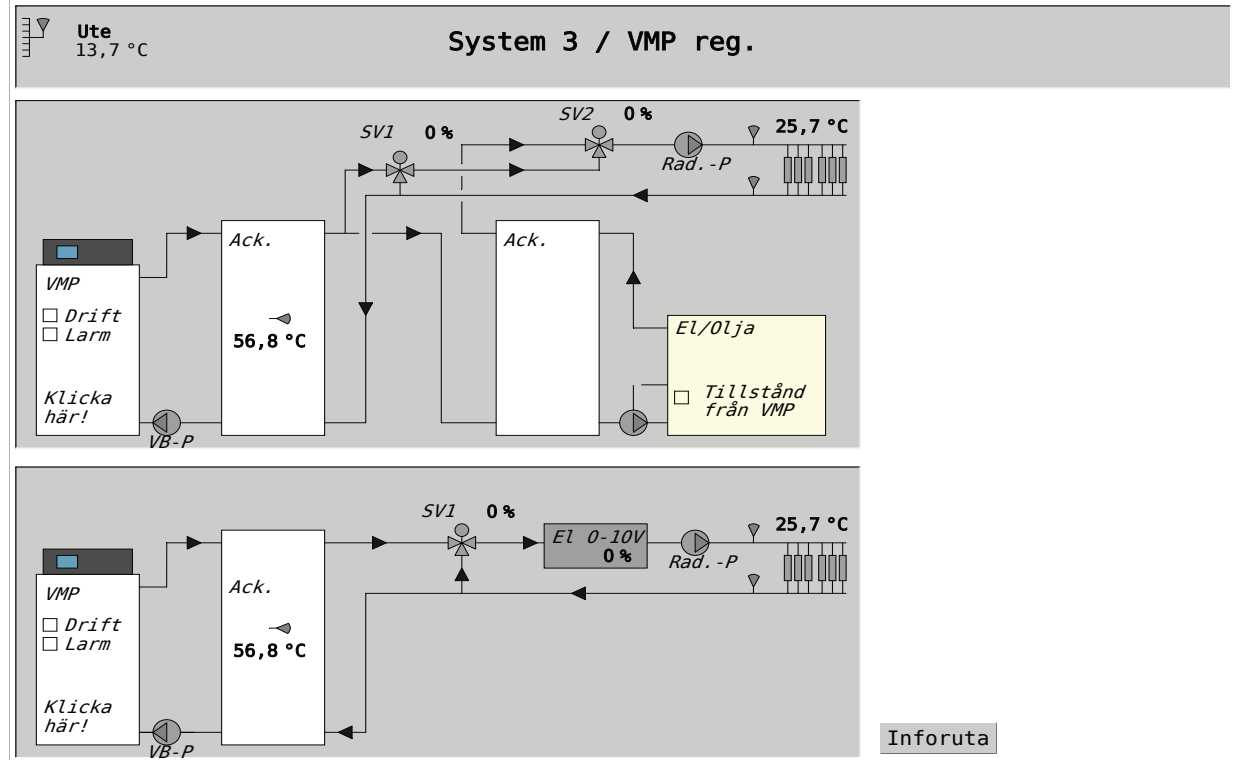 Ute
13,7 °C
System 3 / VMP reg.
SV1 0 %
SV2 0 %
25,7 °C
Rad.-P
Ack.
Ack.
VMP
Drift
Larm
56,8 °C
El/Olja
Klicka
här!
Tillstånd
från VMP
VB-P
SV1 0 %
25,7 °C
El 0-10V
0 %
Rad.-P
VMP
Ack.
Drift
Larm
56,8 °C
Klicka
här!
VB-P
Inforuta